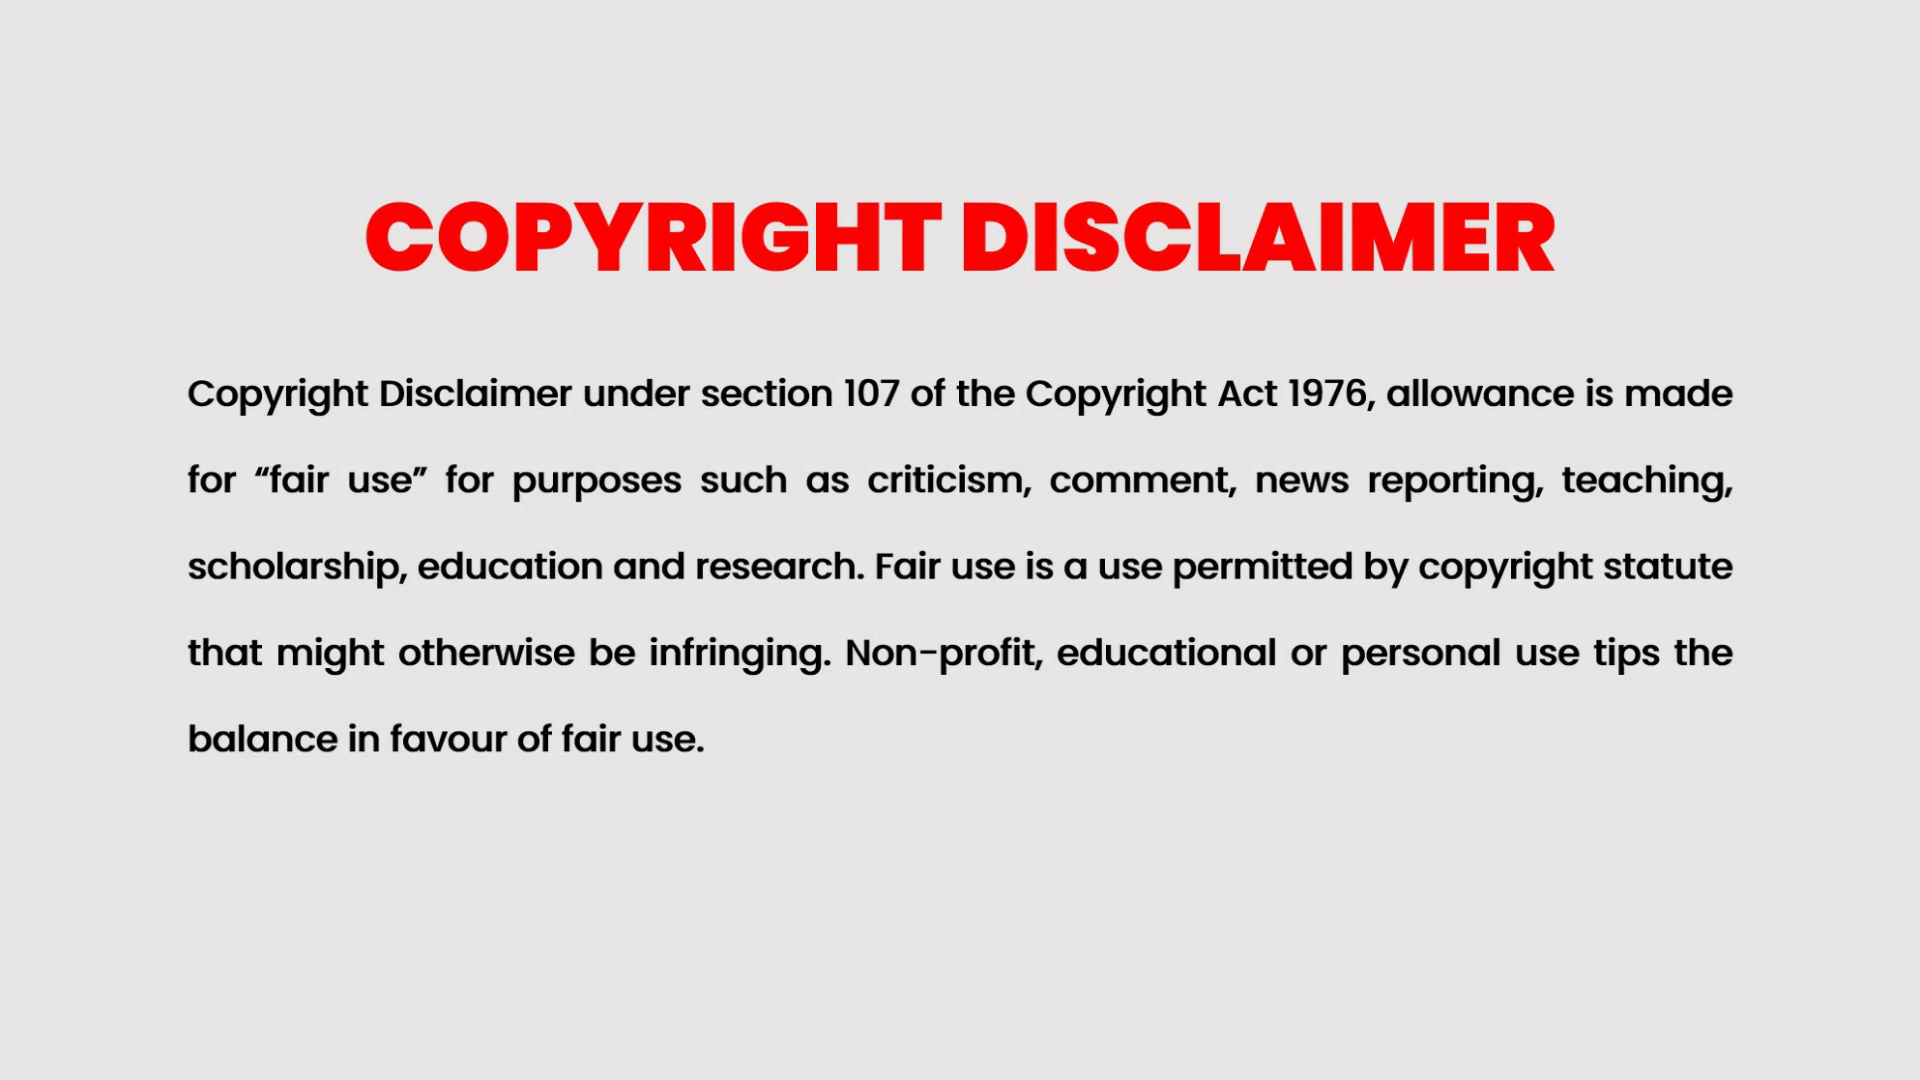 COPYRIGHT DISCLAIMER
Copyright Disclaimer under section 107 of the Copyright Act 1976, allowance is made
for “fair use” for purposes such as criticism, comment, news reporting, teaching,
scholarship, education and research. Fair use is a use permitted by copyright statute
that might otherwise be infringing. Non-profit, educational or personal use tips the
balance in favour of fair use.